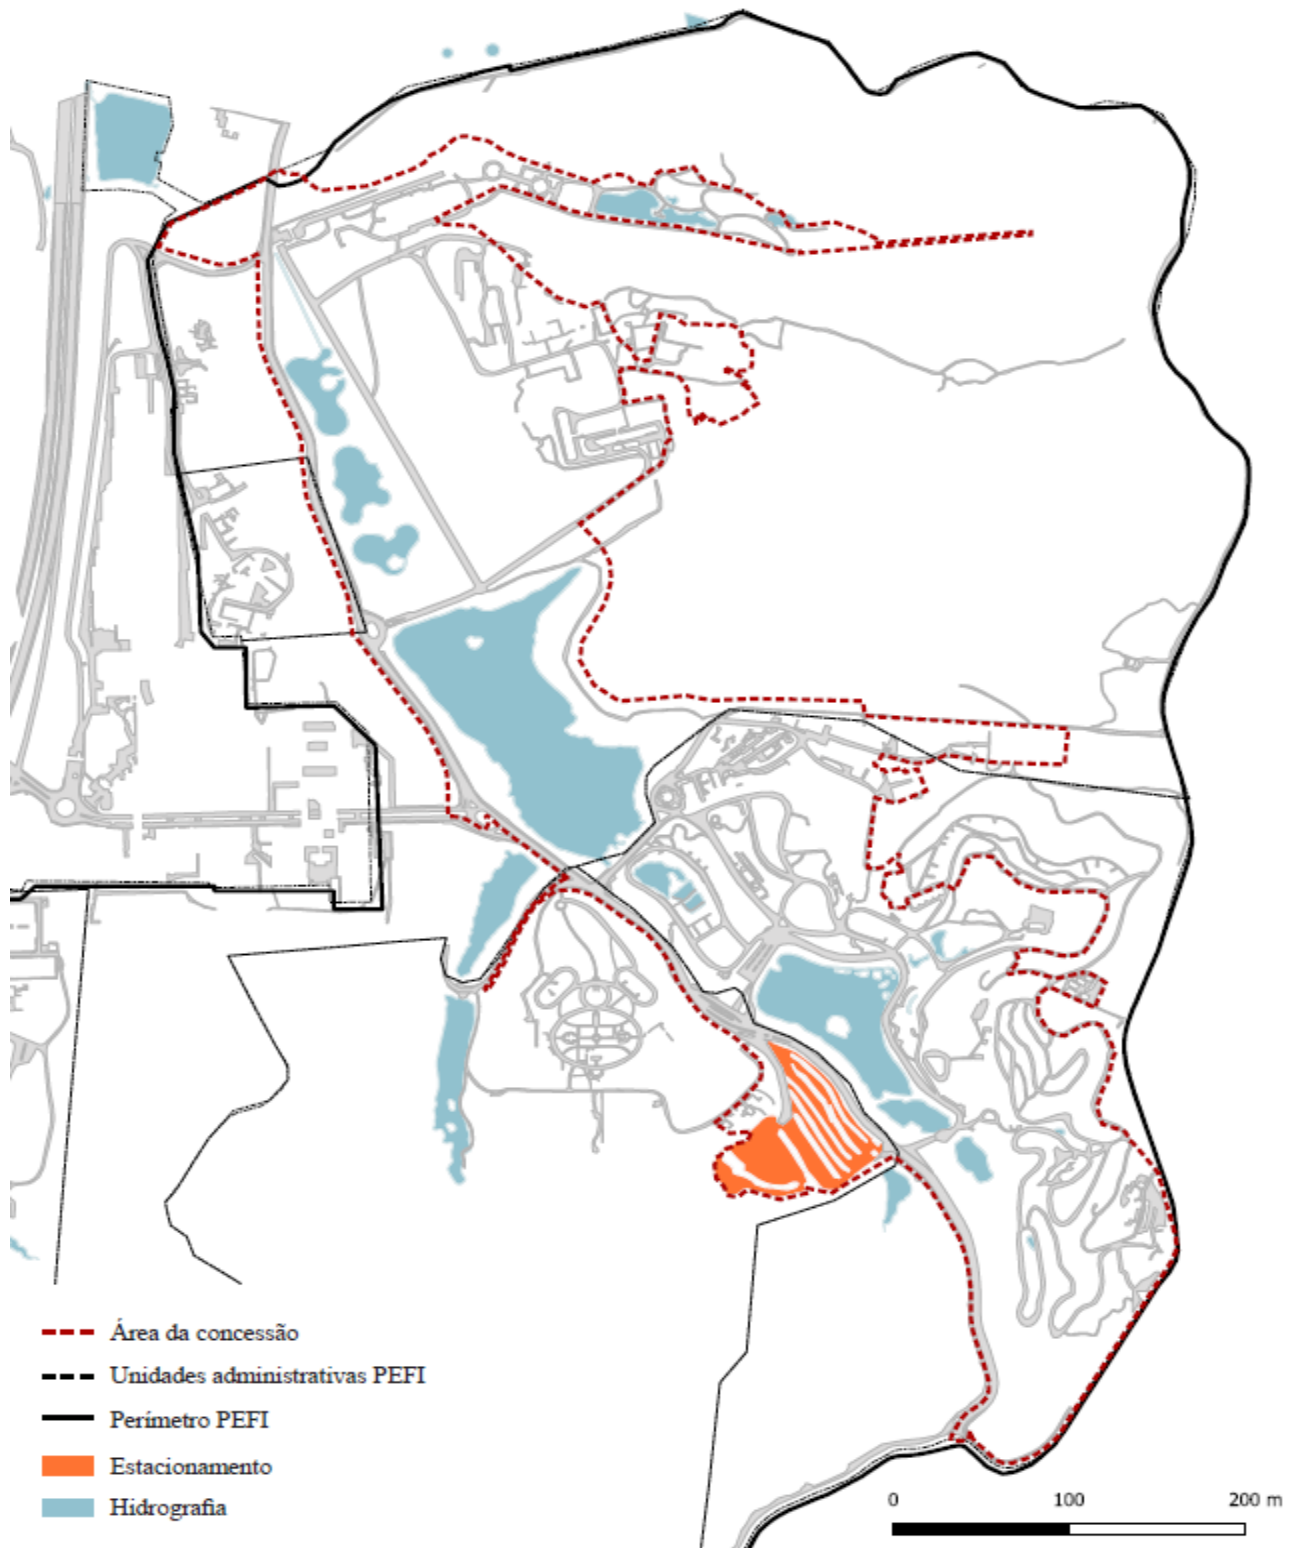 Área da concessão
Unidades administrativas PEFI
Perímetro PEFI
Estacionamento
Hidrografia
0 100 200 m